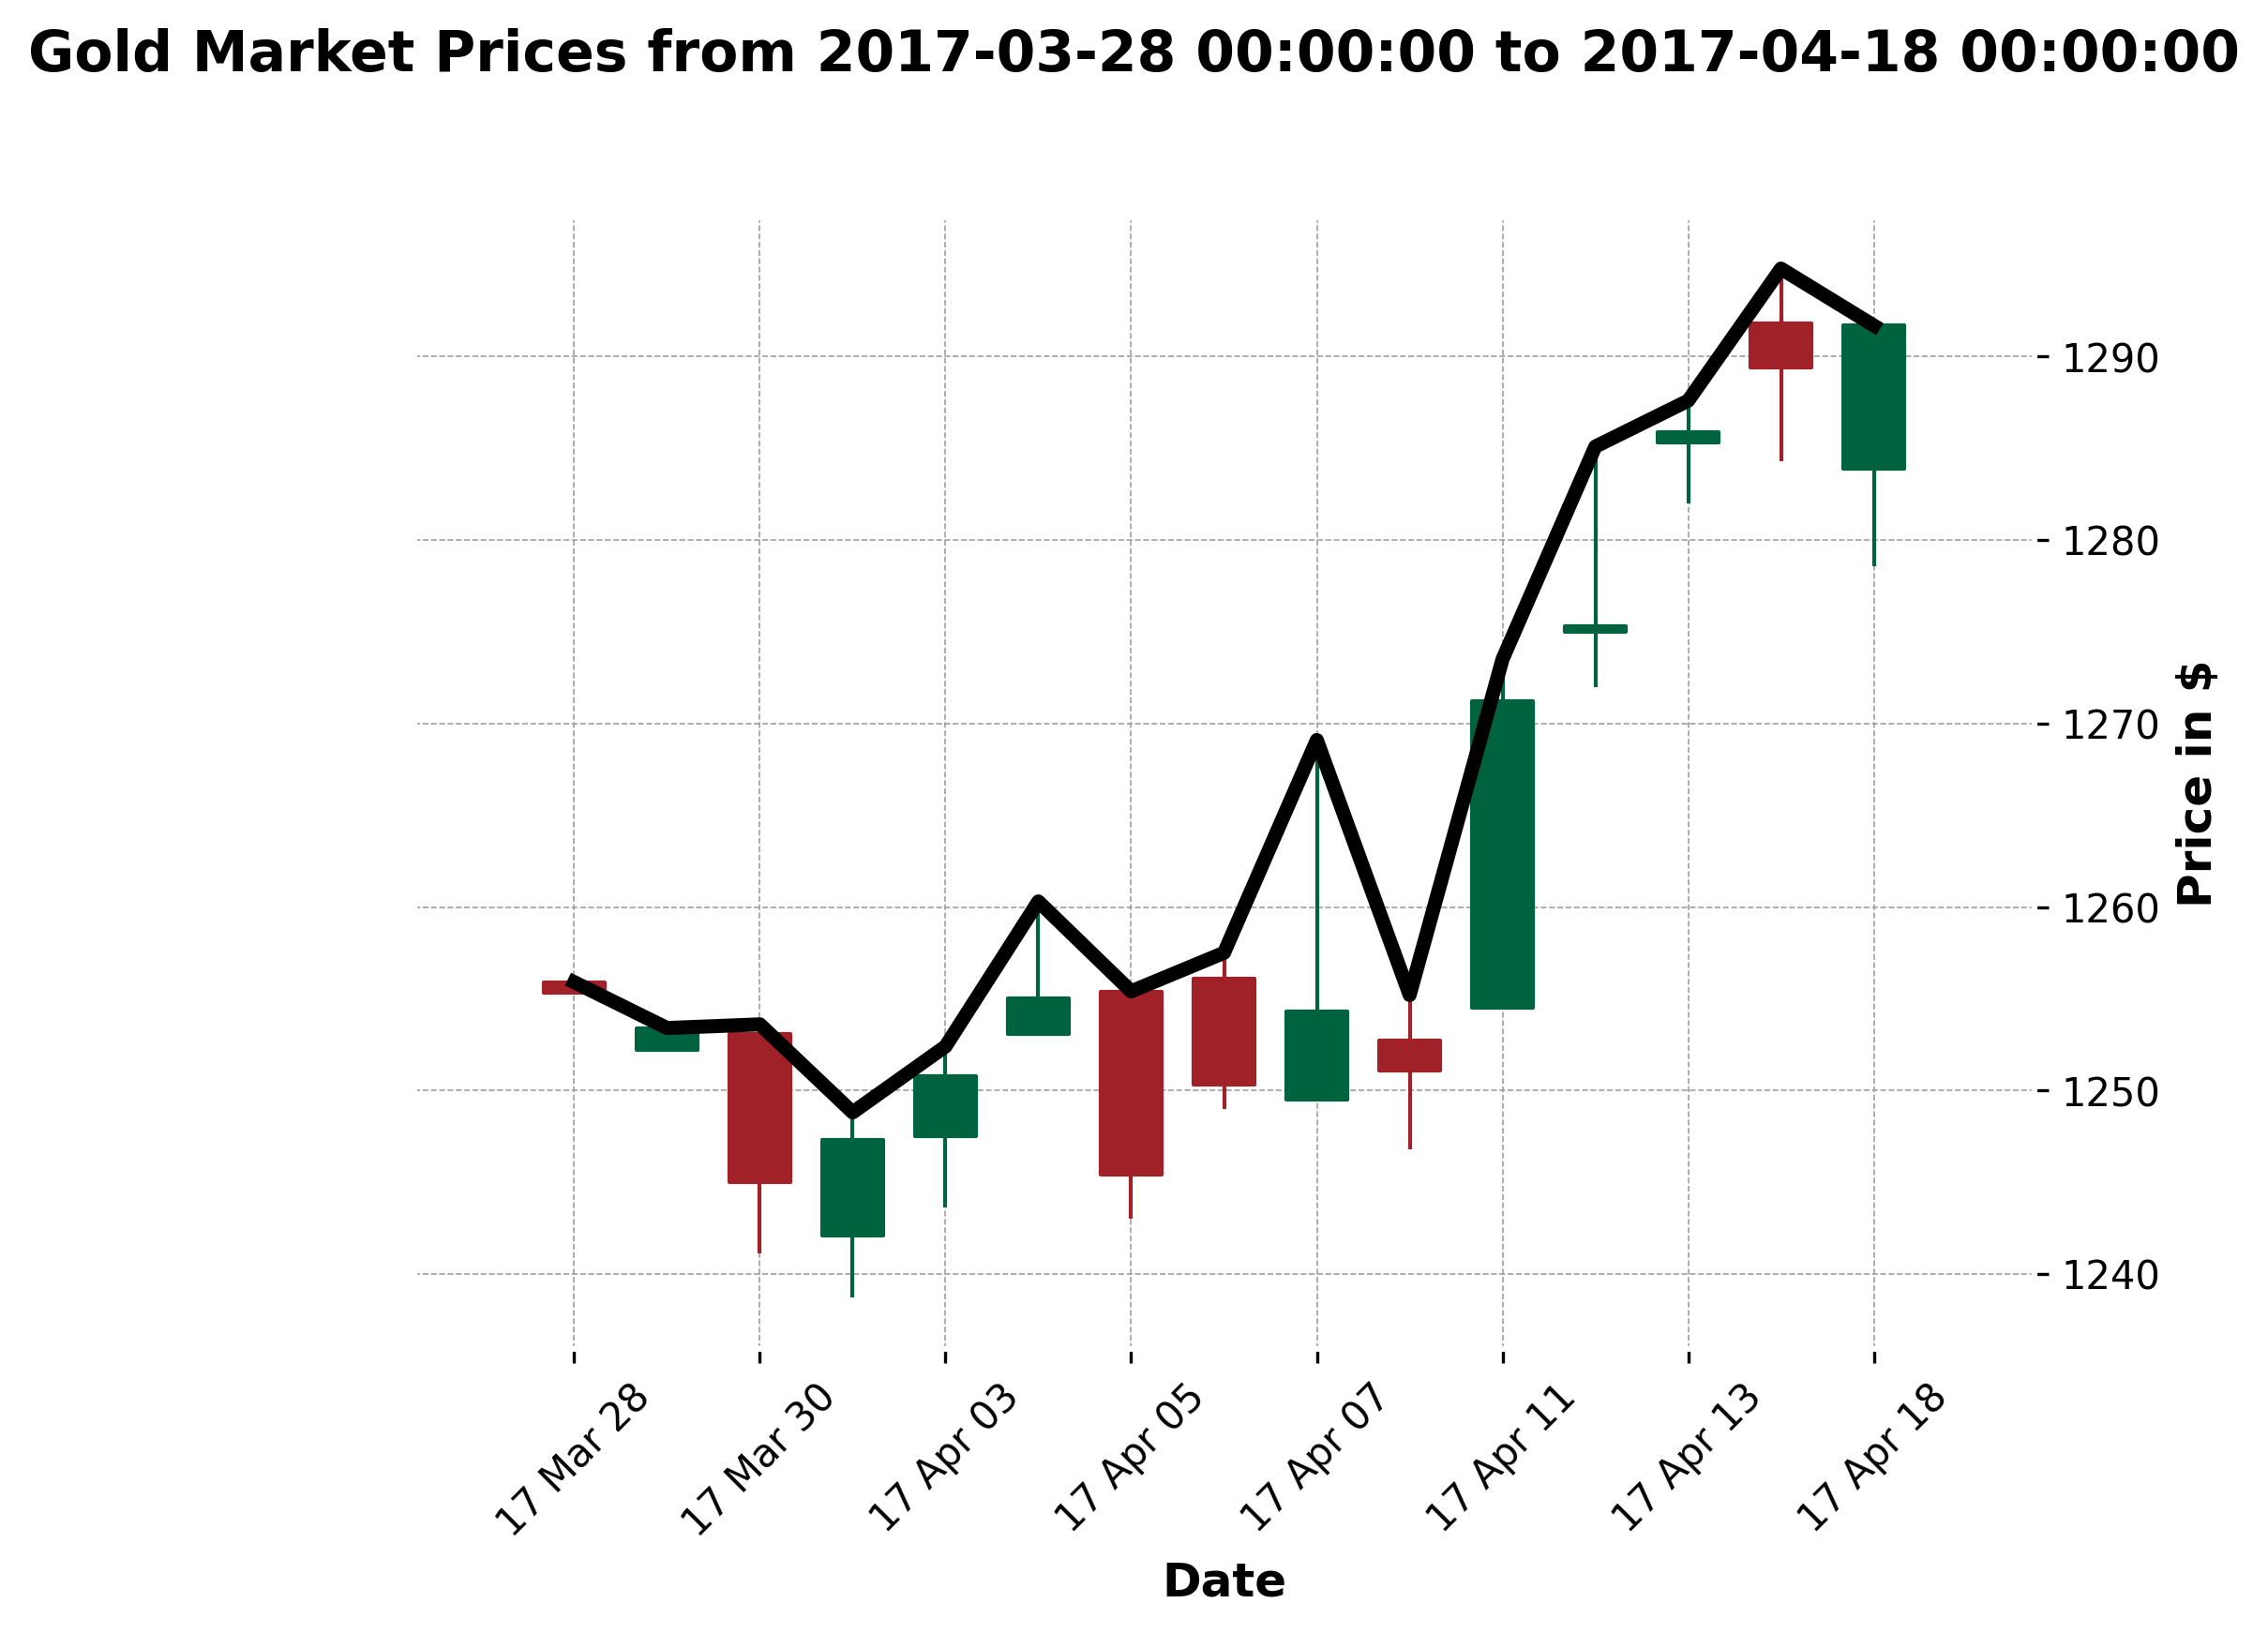 Gold Market Prices from 2017-03-28 00:00:00 to 2017-04-18 00:00:00
1290
1280
1270
1260
1250
1240
Price in $
17 Mar 28
17 Mar 30
17 Apr 03
17 Apr 05
17 Apr 07
17 Apr 11
17 Apr 13
17 Apr 18
Date